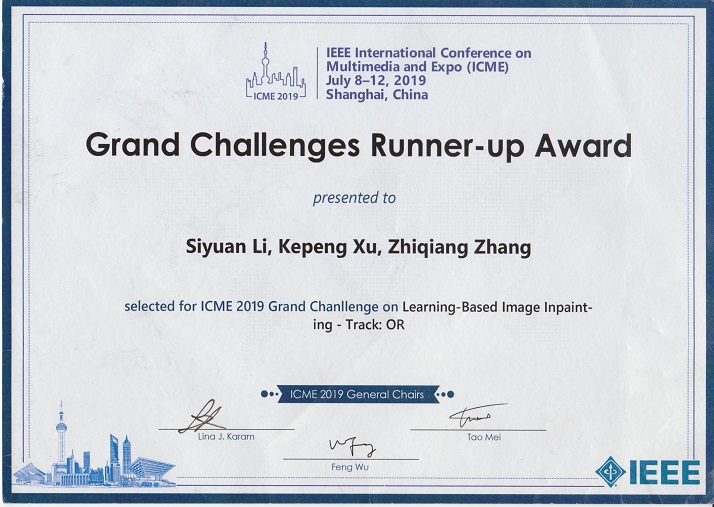 IEEE International Conference on
Multimedia and Expo (ICME)
July 8–12, 2019
Shanghai, China
ICME 2019
Grand Challenges Runner-up Award
presented to
Siyuan Li, Kepeng Xu, Zhiqiang Zhang
selected for ICME 2019 Grand Chanllenge on Learning-Based Image Inpaint-
ing - Track: OR
ICME 2019 General Chairs
Lina J. Karam
Tao Mei
Feng Wu
IEEE